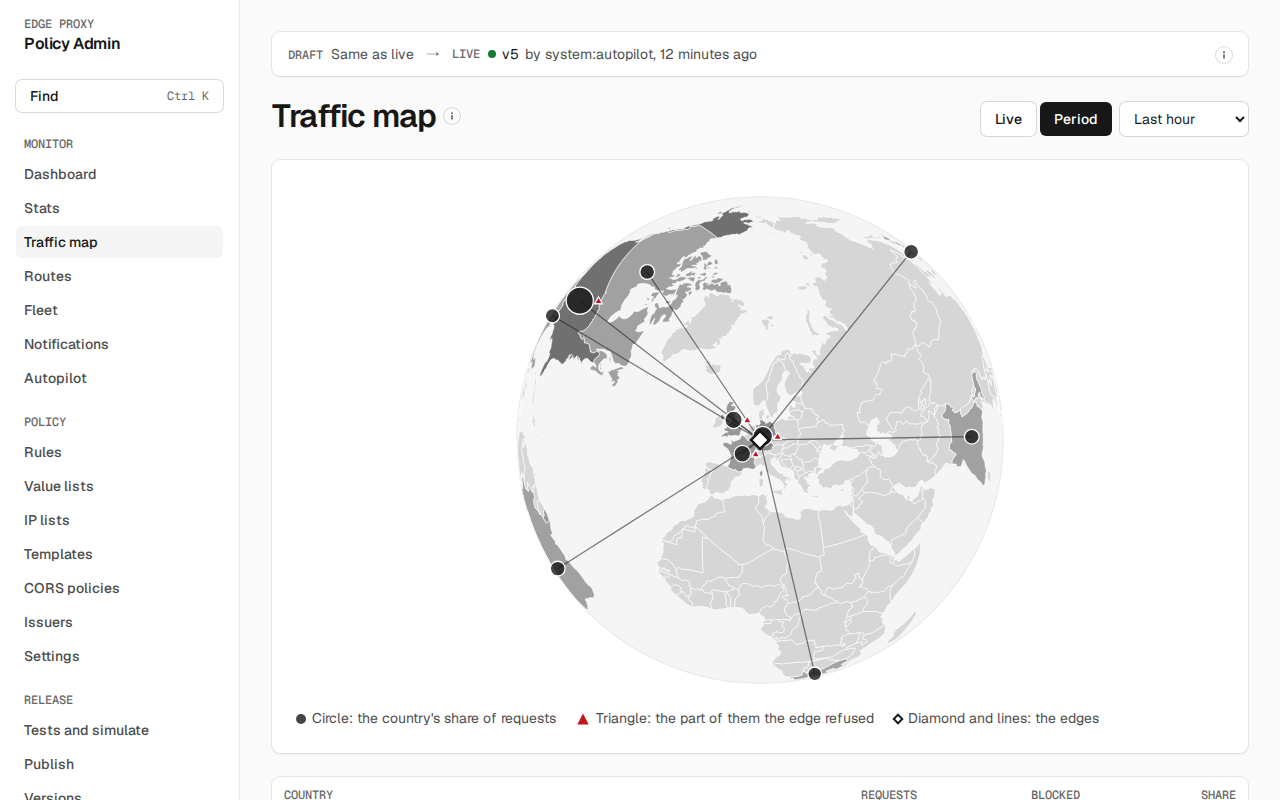 EDGE PROXY
Policy Admin
Find Ctrl K
MONITOR
Dashboard
Stats
Traffic map
Routes
Fleet
Notifications
Autopilot
POLICY
Rules
Value lists
IP lists
Templates
CORS policies
Issuers
Settings
RELEASE
Tests and simulate
Publish
Versions
DRAFT Same as live → LIVE v5 by system:autopilot, 12 minutes ago i
Traffic map i
Live Period Last hour
Circle: the country's share of requests Triangle: the part of them the edge refused Diamond and lines: the edges
COUNTRY REQUESTS BLOCKED SHARE